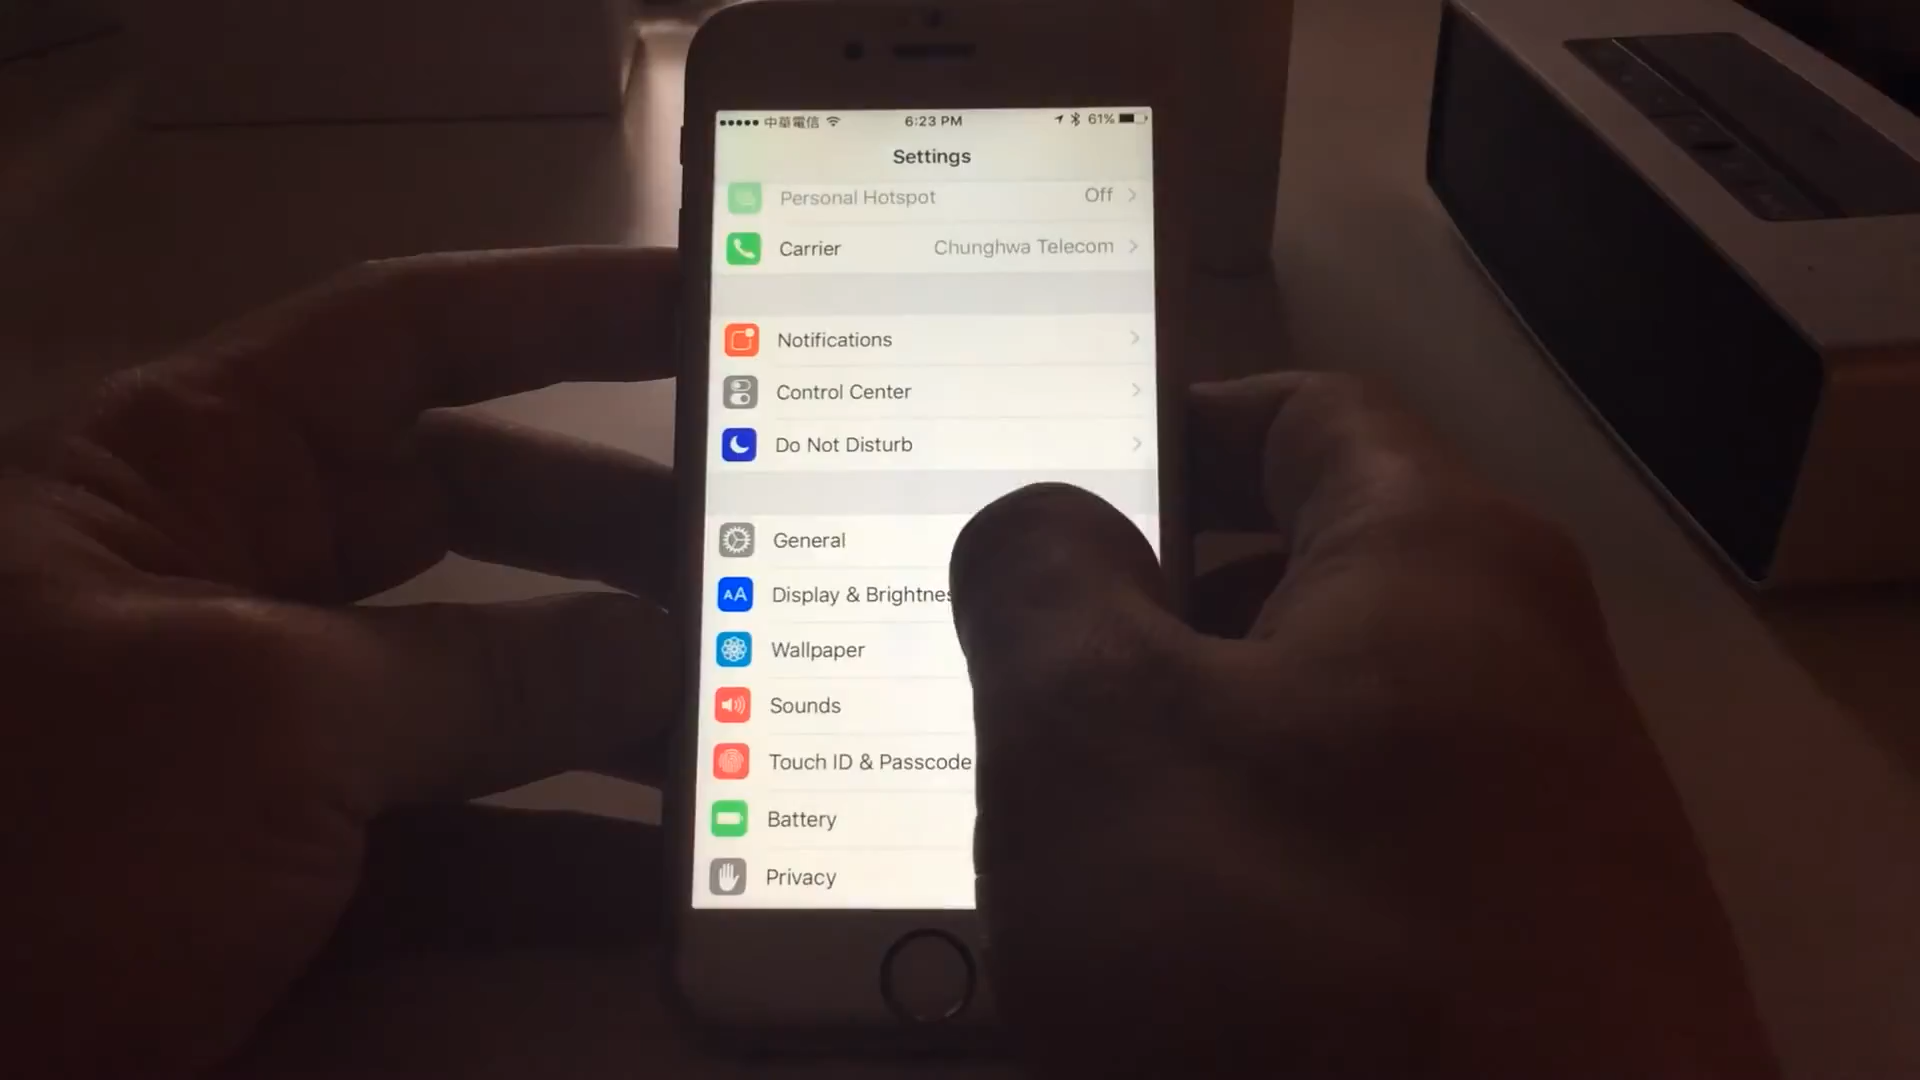 中華電信 6:23 PM 61%
Settings
Personal Hotspot Off
Carrier Chunghwa Telecom
Notifications
Control Center
Do Not Disturb
General
Display & Brightnes
Wallpaper
Sounds
Touch ID & Passcode
Battery
Privacy